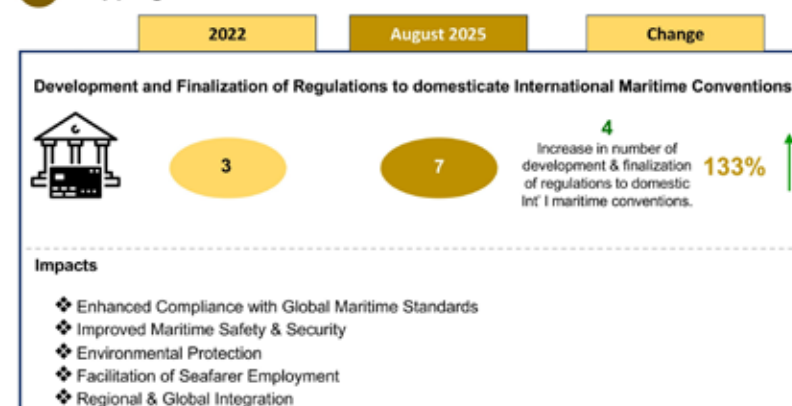 2022
August 2025
Change
Development and Finalization of Regulations to domesticate International Maritime Conventions
3
7
4
Increase in number of
development & finalization
of regulations to domestic
Int' l maritime conventions.
133%
Impacts
❖ Enhanced Compliance with Global Maritime Standards
❖ Improved Maritime Safety & Security
❖ Environmental Protection
❖ Facilitation of Seafarer Employment
❖ Regional & Global Integration